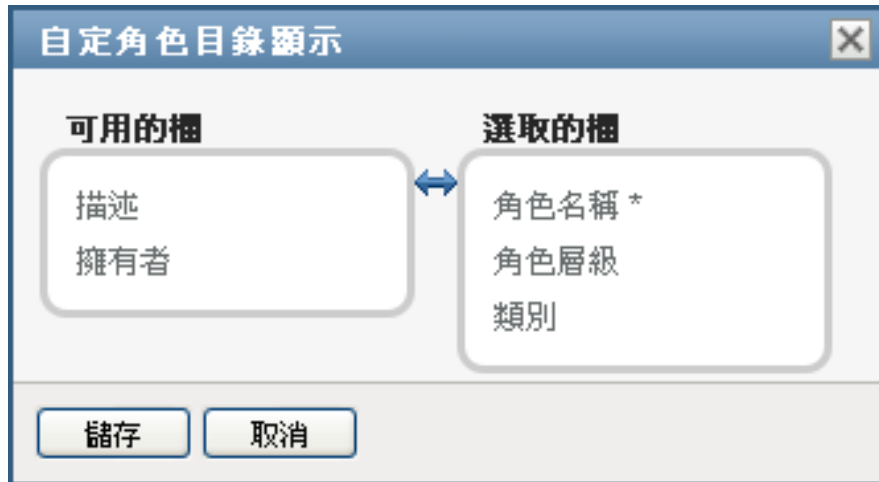 自定角色目錄顯示
可用的欄
選取的欄
描述
擁有者
角色名稱 *
角色層級
類別
儲存
取消